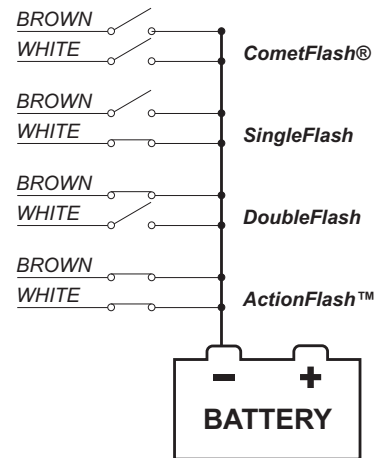 BROWN
WHITE
CometFlash®
BROWN
WHITE
SingleFlash
BROWN
WHITE
DoubleFlash
BROWN
WHITE
ActionFlash™
– +
BATTERY